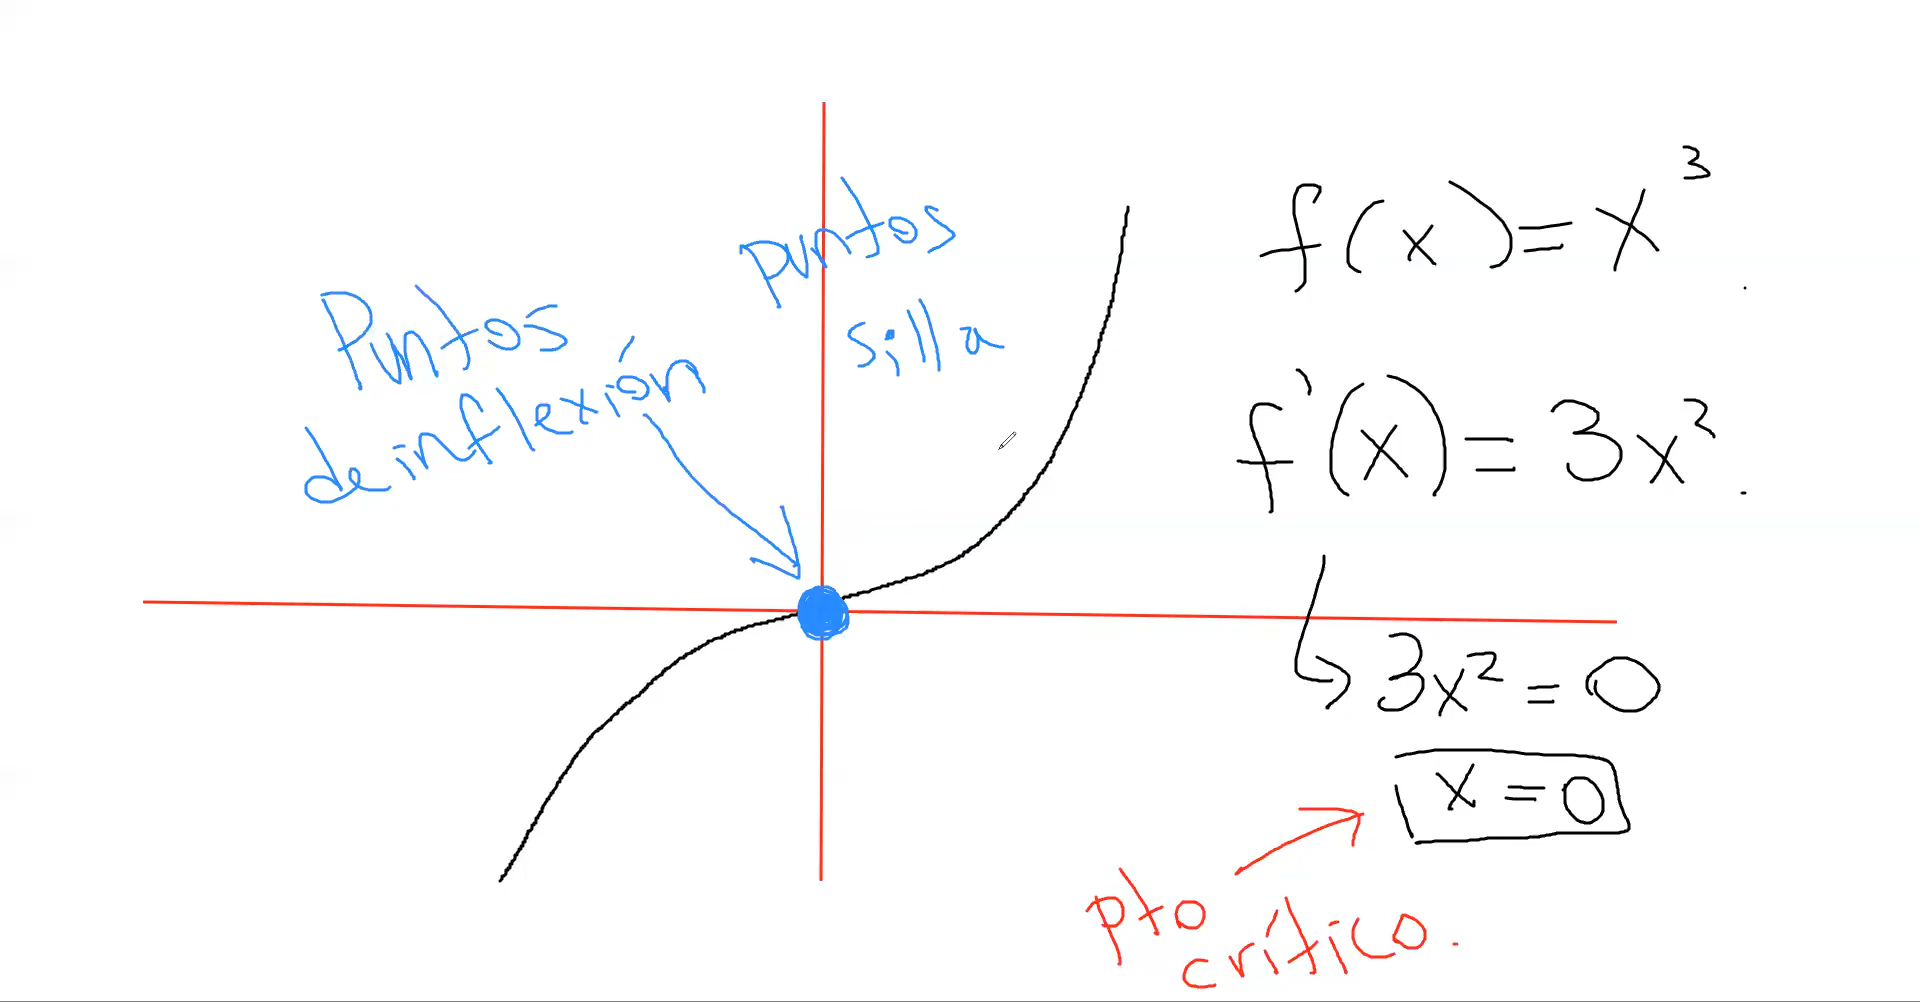 puntos
silla
Puntos
de inflexión
f(x) = x³.
f'(x) = 3x².
3x² = 0
x = 0
pto
crítico.